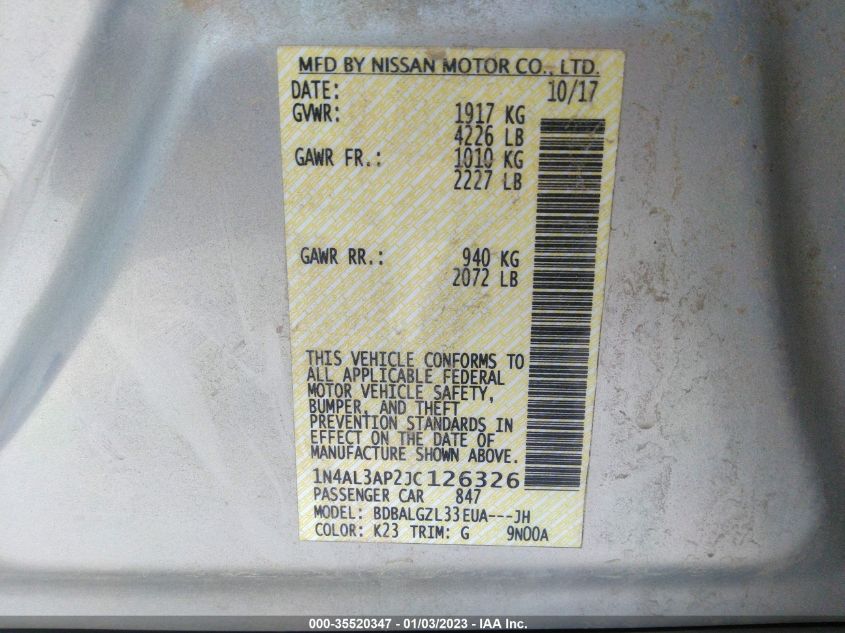 MFD BY NISSAN MOTOR CO., LTD.
DATE: 10/17
GVWR: 1917 KG
4226 LB
GAWR FR.: 1010 KG
2227 LB
GAWR RR.: 940 KG
2072 LB
THIS VEHICLE CONFORMS TO
ALL APPLICABLE FEDERAL
MOTOR VEHICLE SAFETY,
BUMPER, AND THEFT
PREVENTION STANDARDS IN
EFFECT ON THE DATE OF
MANUFACTURE SHOWN ABOVE.
1N4AL3AP2JC126326
PASSENGER CAR 847
MODEL: BDBALGZL33EUA---JH
COLOR: K23 TRIM: G 9N00A
000-35520347 - 01/03/2023 - IAA Inc.